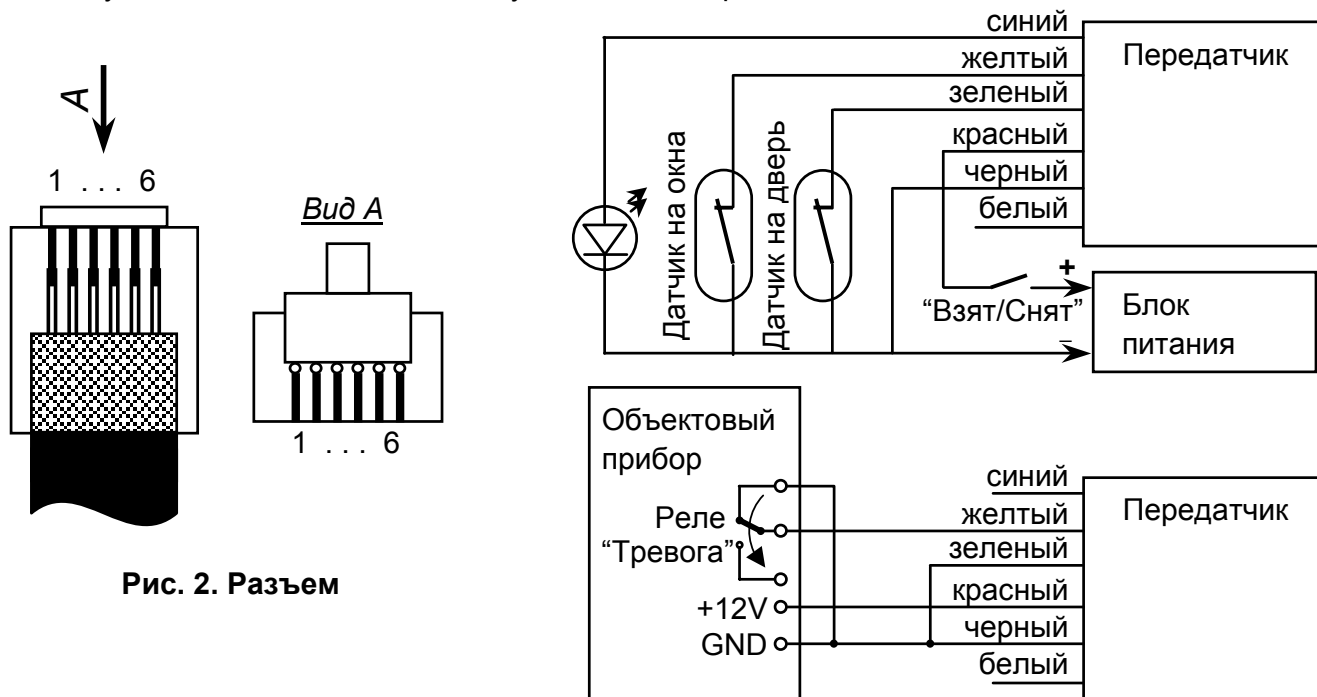 А
1 . . . 6
Вид А
1 . . . 6
Рис. 2. Разъем
синий
желтый
зеленый
красный
черный
белый
Передатчик
Датчик на окна
Датчик на дверь
“Взят/Снят”
+
–
Блок
питания
Объектовый
прибор
Реле
“Тревога”
+12V
GND
синий
желтый
зеленый
красный
черный
белый
Передатчик